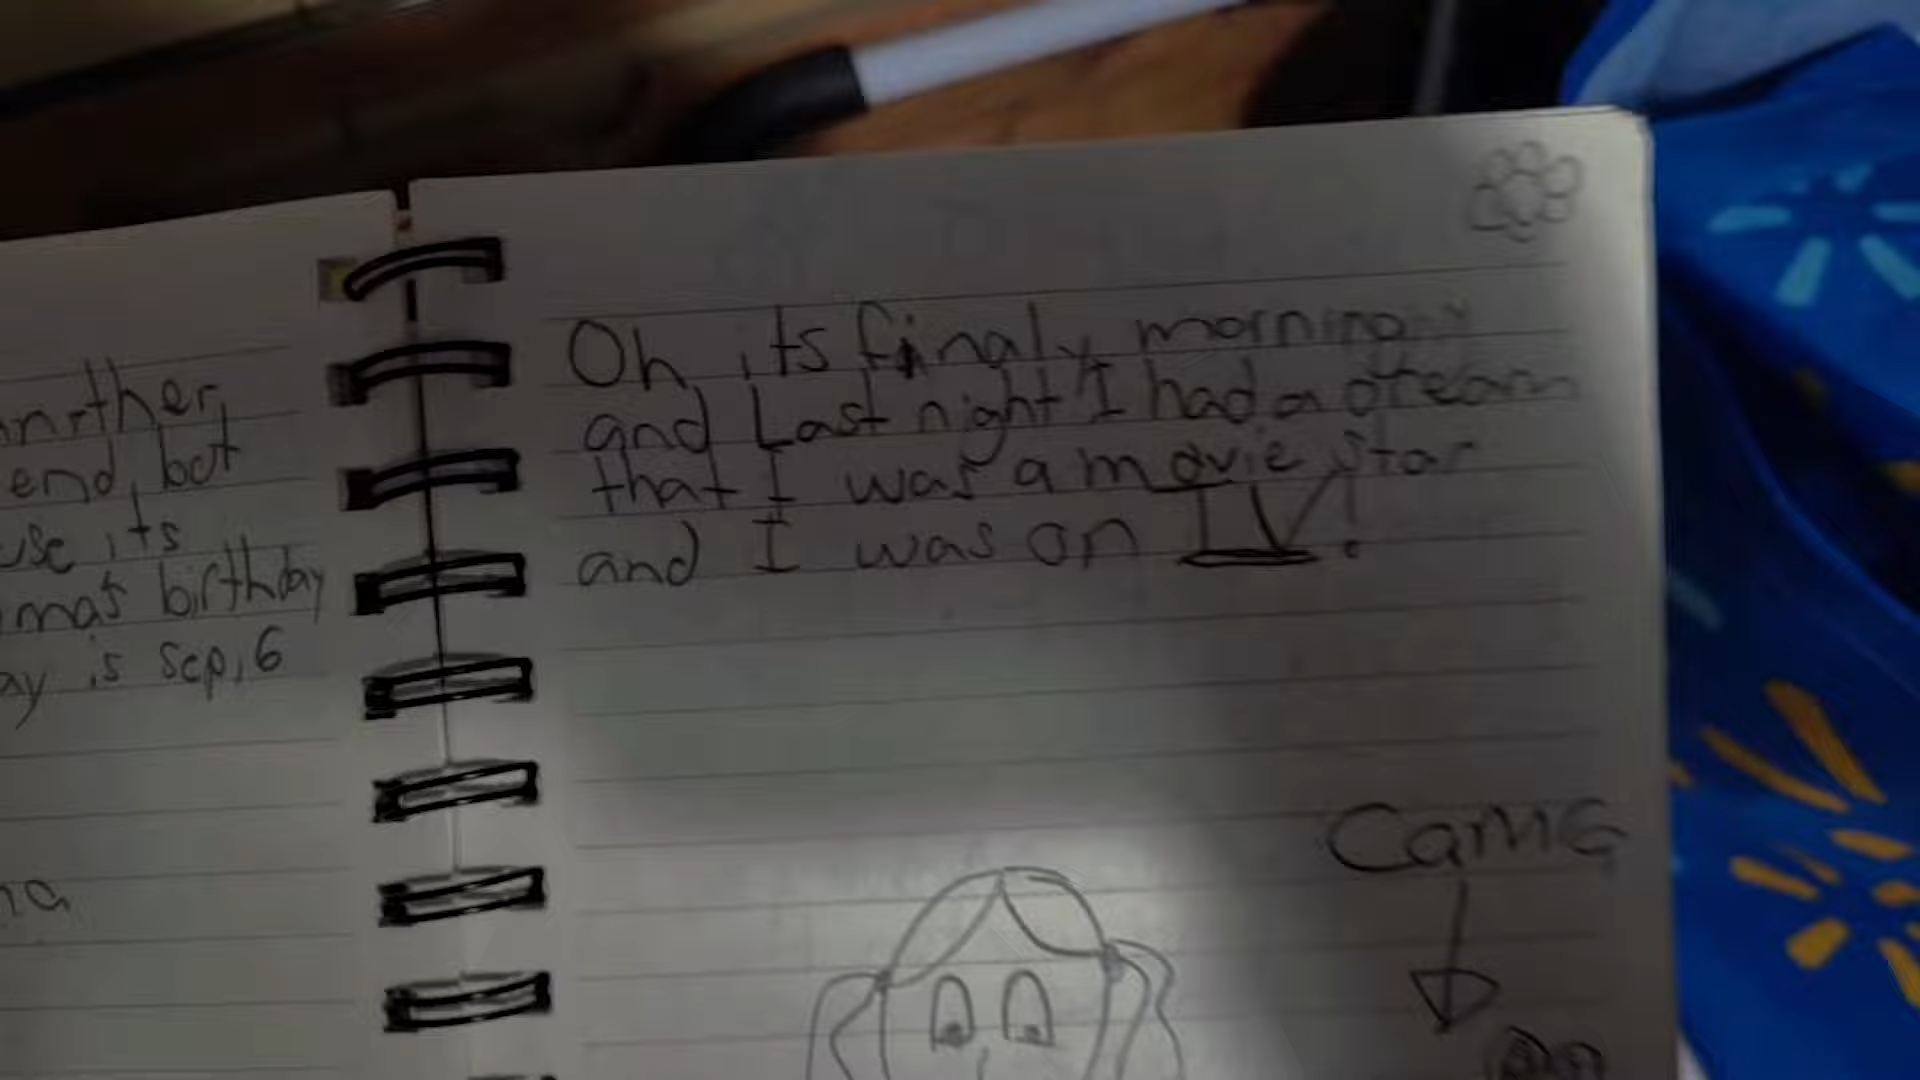 end, but
its
birthday
is Sep, 6
Oh, its finaly morning
and Last night I had a dream
that I was a movie star
and I was on TV!